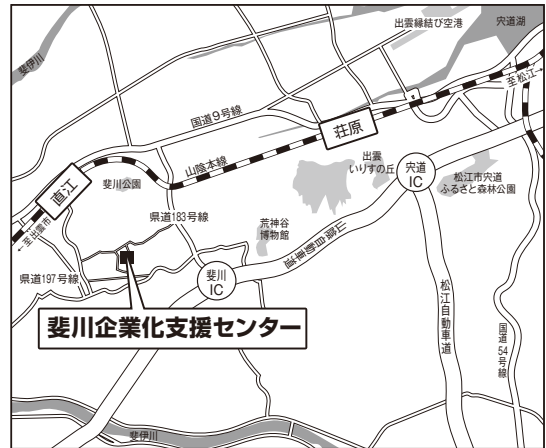 出雲縁結び空港
宍道湖
斐伊川
至松江→
国道9号線
荘原
山陰本線
直江
斐川公園
出雲
いりすの丘
宍道
IC
松江市宍道
ふるさと森林公園
県道183号線
荒神谷
博物館
山陰自動車道
←至出雲市
県道197号線
斐川
IC
斐川企業化支援センター
松江自動車道
国道54号線
斐伊川